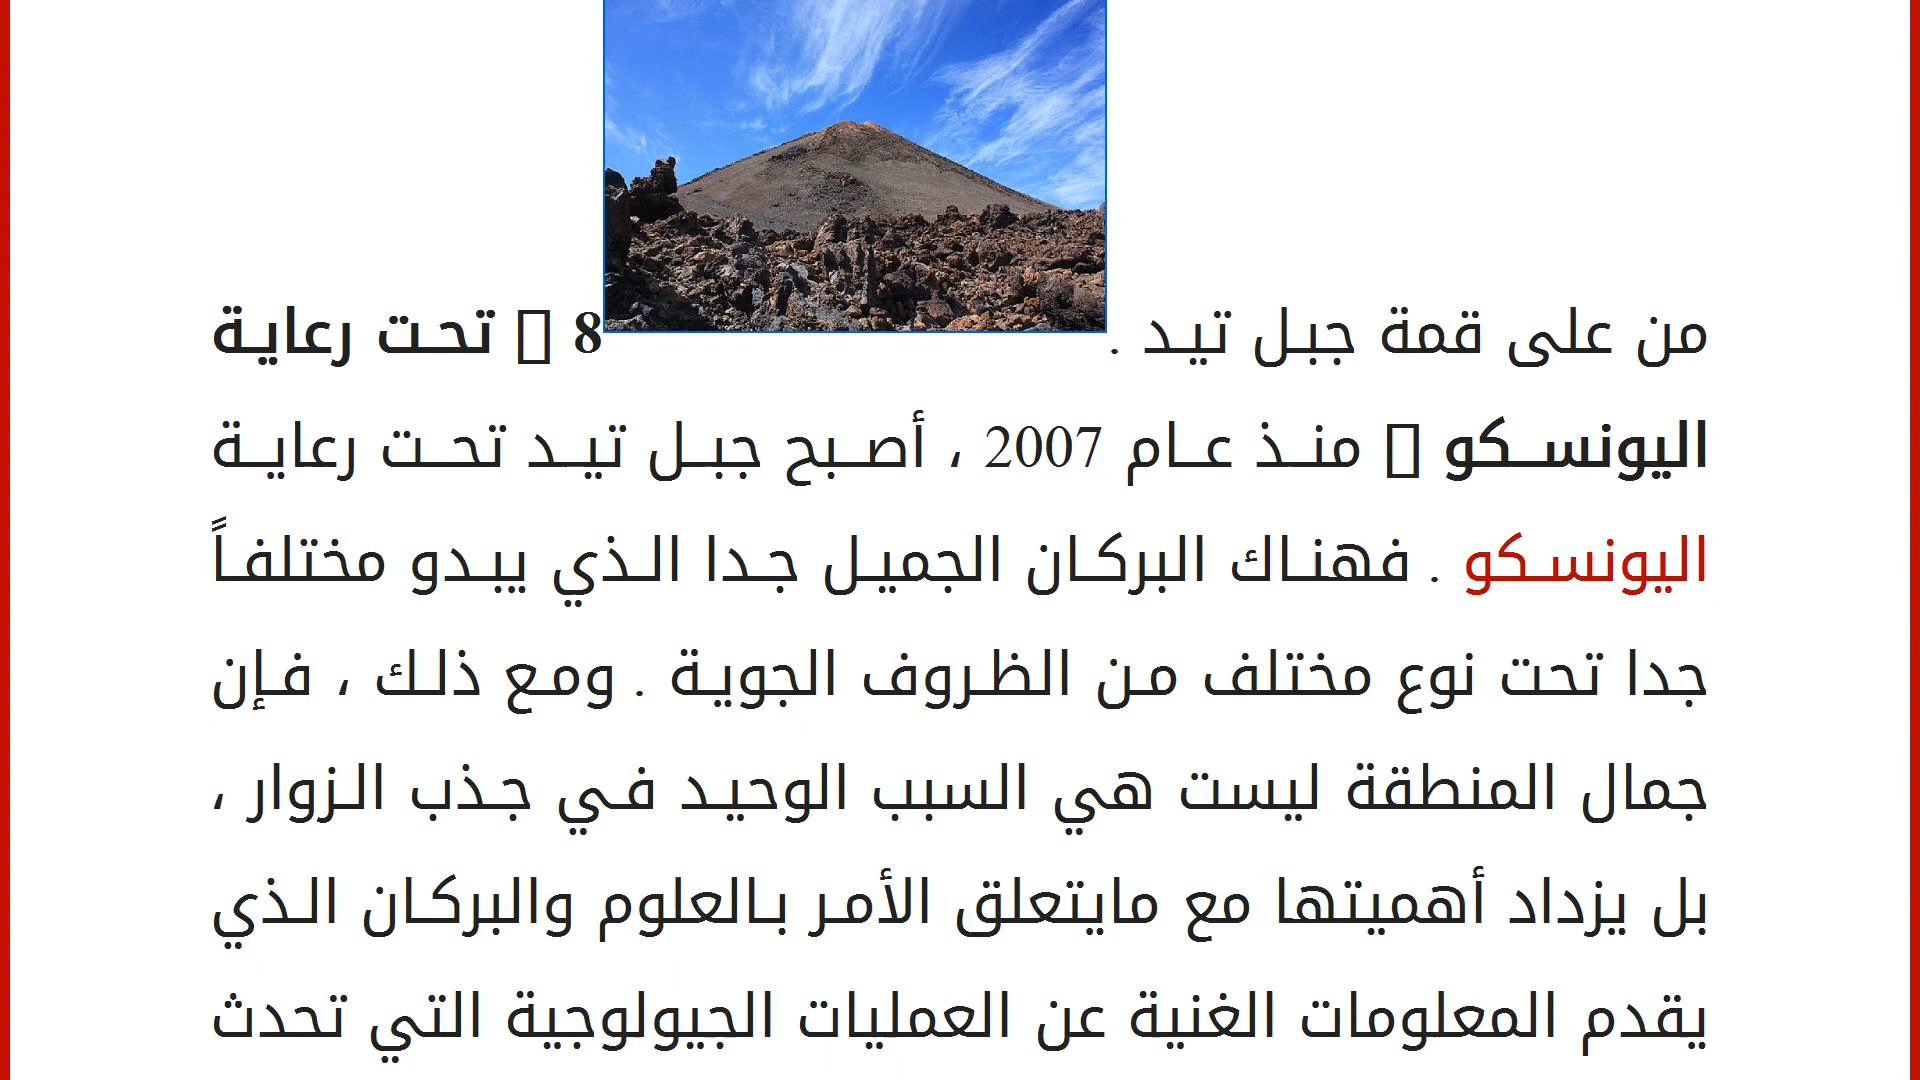 من على قمة جبل تيد . 8 ▯ تحت رعاية
اليونسكو ▯ منذ عام 2007 ، أصبح جبل تيد تحت رعاية
اليونسكو . فهناك البركان الجميل جدا الذي يبدو مختلفاً
جدا تحت نوع مختلف من الظروف الجوية . ومع ذلك ، فإن
جمال المنطقة ليست هي السبب الوحيد في جذب الزوار ،
بل يزداد أهميتها مع مايتعلق الأمر بالعلوم والبركان الذي
يقدم المعلومات الغنية عن العمليات الجيولوجية التي تحدث